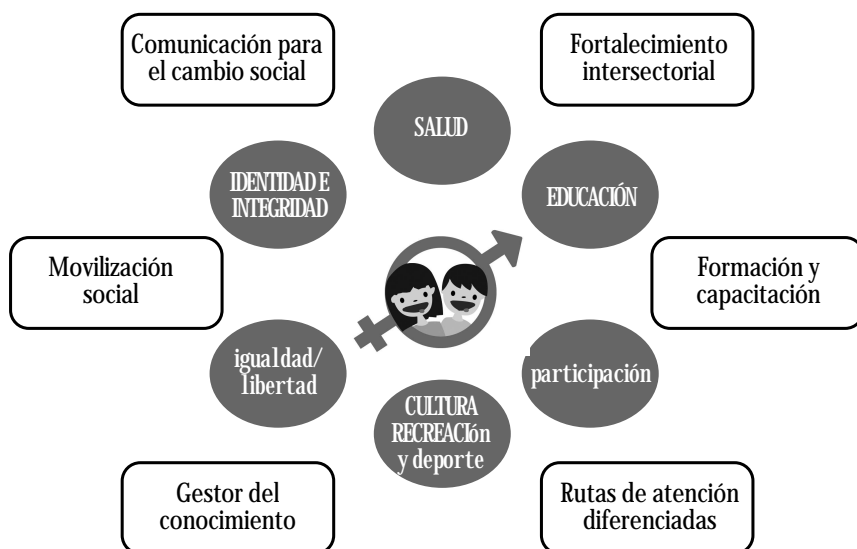 Comunicación para
el cambio social
Fortalecimiento
intersectorial
SALUD
IDENTIDAD E
INTEGRIDAD
EDUCACIÓN
Movilización
social
Formación y
capacitación
igualdad/
libertad
participación
CULTURA
RECREACIón
y deporte
Gestor del
conocimiento
Rutas de atención
diferenciadas